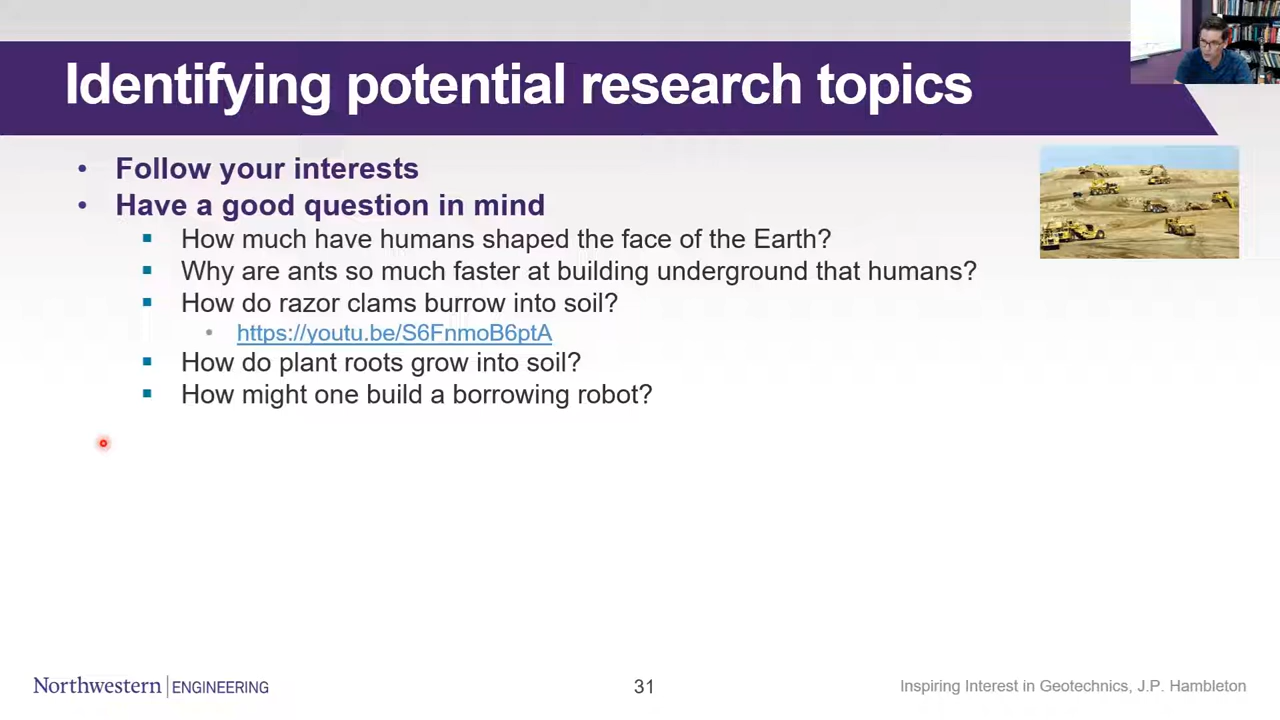 Identifying potential research topics
• Follow your interests
• Have a good question in mind
▪ How much have humans shaped the face of the Earth?
▪ Why are ants so much faster at building underground that humans?
▪ How do razor clams burrow into soil?
• https://youtu.be/S6FnmoB6ptA
▪ How do plant roots grow into soil?
▪ How might one build a borrowing robot?
Northwestern | ENGINEERING
31
Inspiring Interest in Geotechnics, J.P. Hambleton